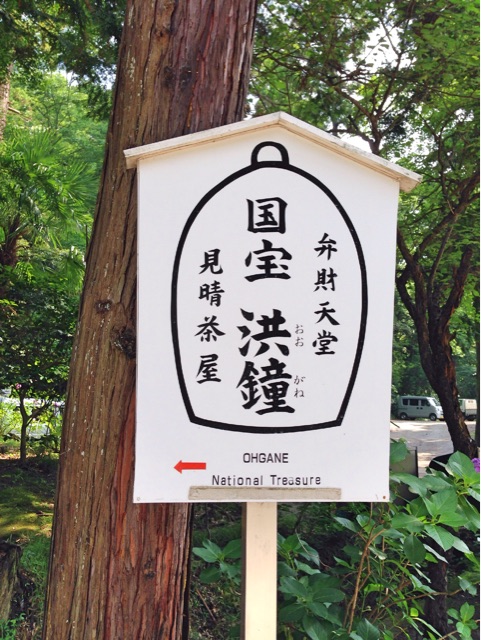 弁財天堂
国宝 洪鐘
おおがね
見晴茶屋
OHGANE
National Treasure